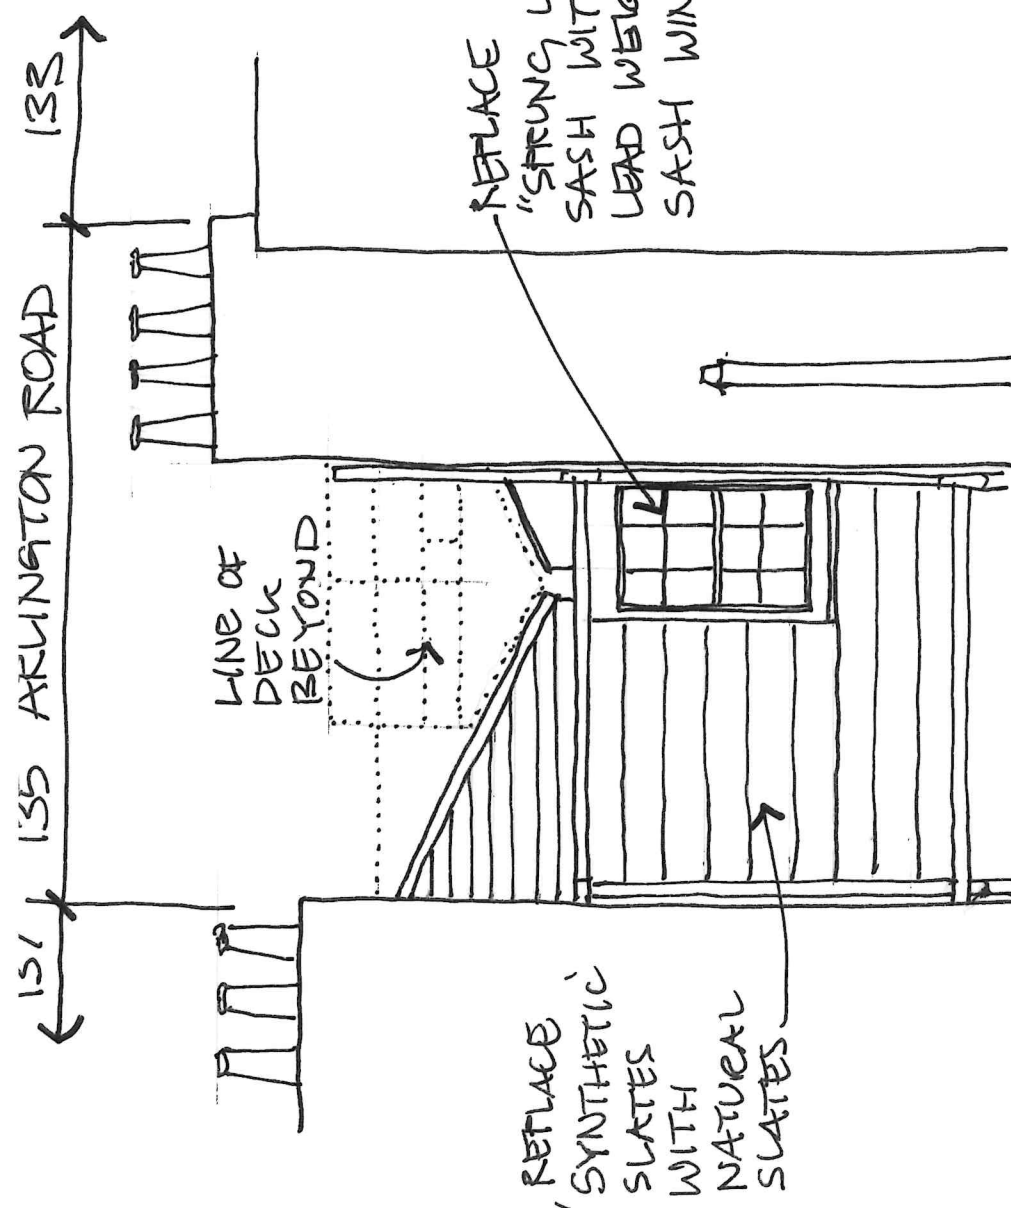 137
135 ARLINGTON ROAD
133
LINE OF
DECK
BEYOND
REPLACE
"SPRUNG
SASH WIT
LEAD WEIG
SASH WIN
REPLACE
'SYNTHETIC'
SLATES
WITH
NATURAL
SLATES